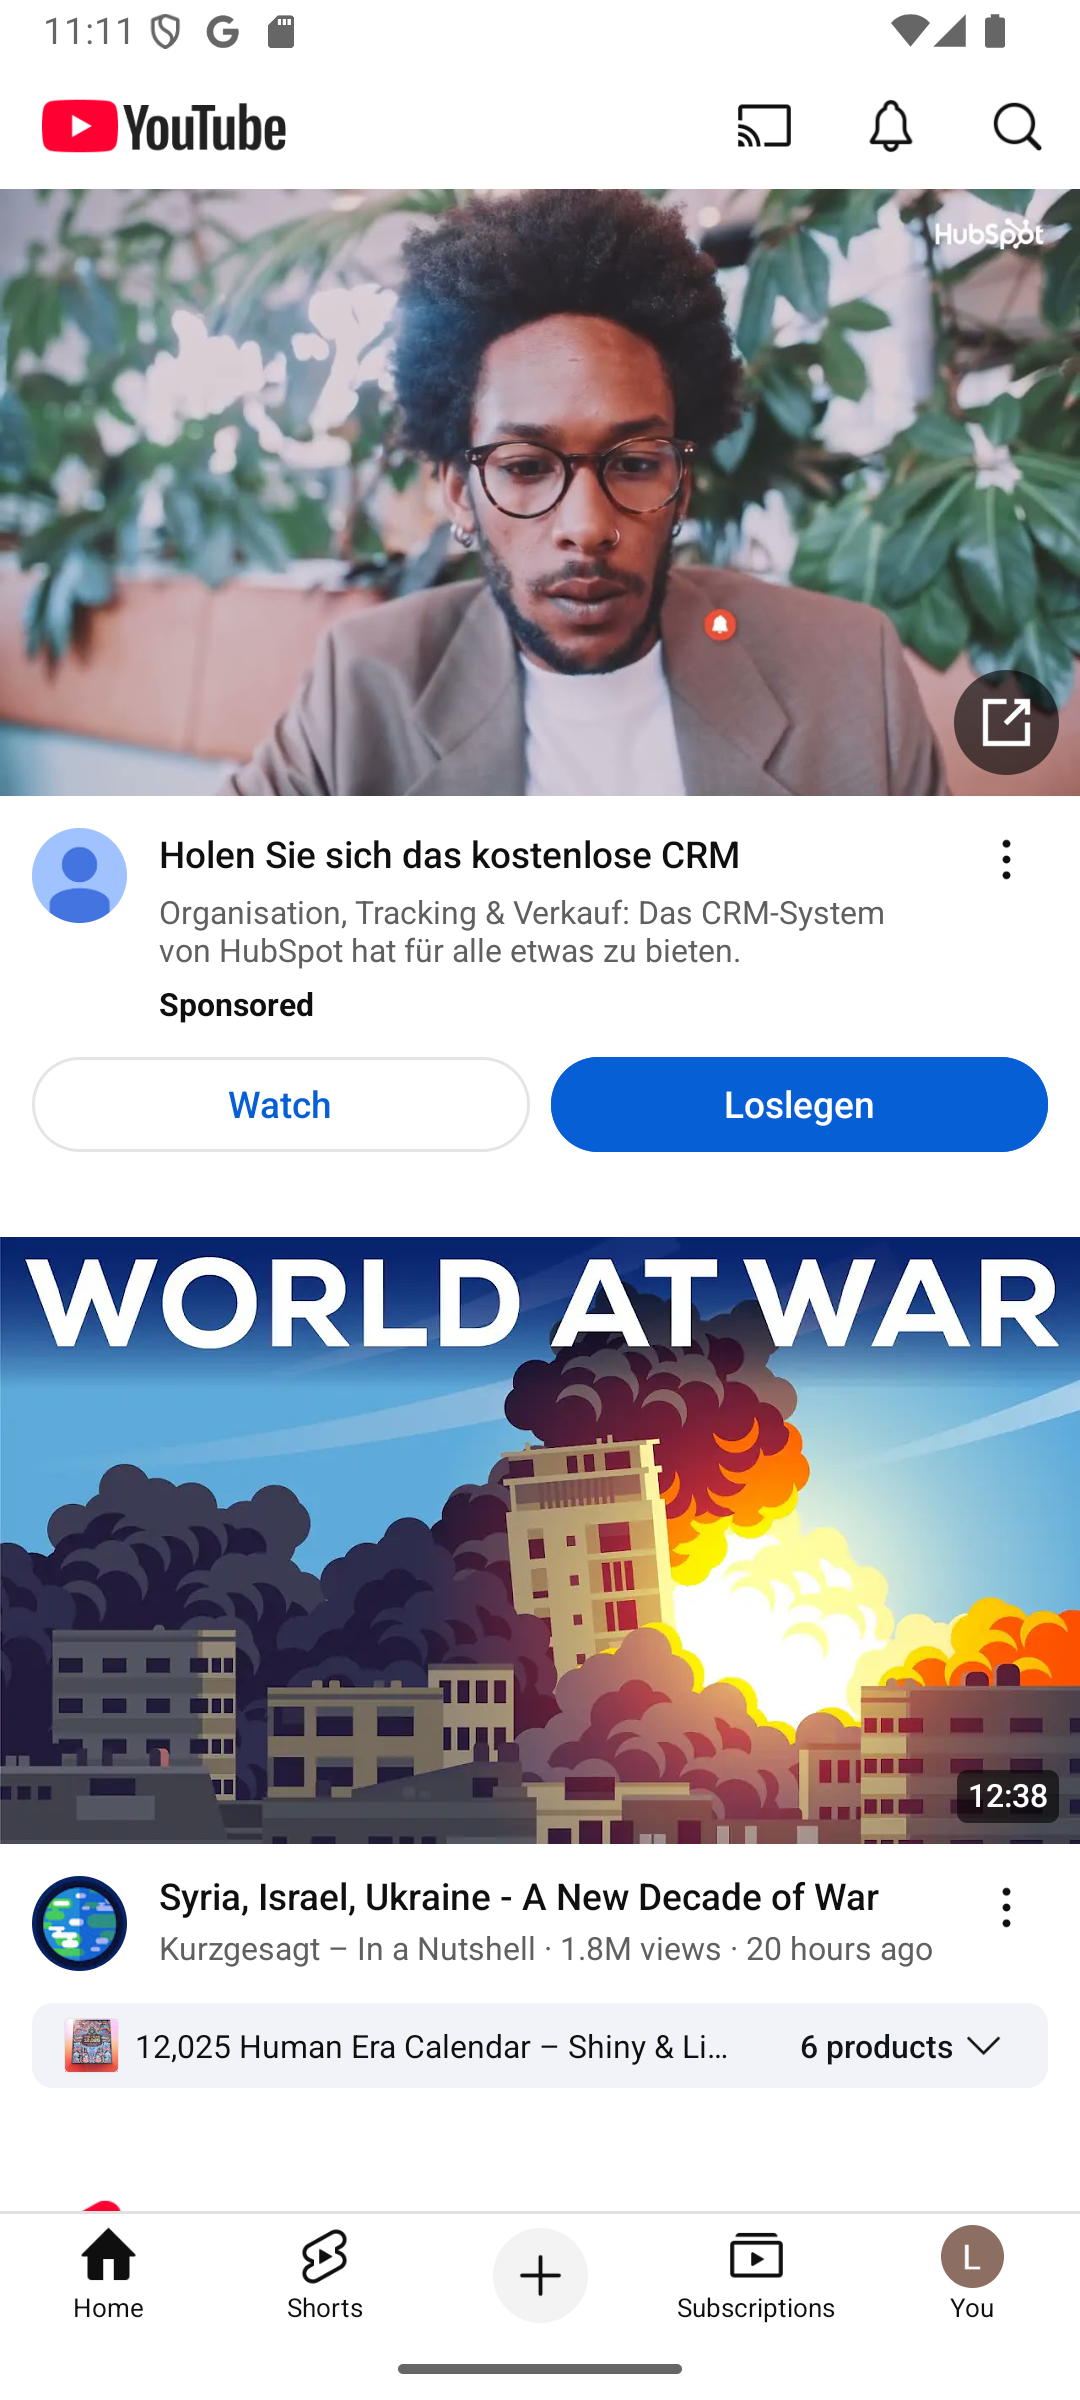 11:11
YouTube
HubSpot
Holen Sie sich das kostenlose CRM
Organisation, Tracking & Verkauf: Das CRM-System
von HubSpot hat für alle etwas zu bieten.
Sponsored
Watch
Loslegen
WORLD AT WAR
12:38
Syria, Israel, Ukraine - A New Decade of War
Kurzgesagt – In a Nutshell · 1.8M views · 20 hours ago
12,025 Human Era Calendar – Shiny & Li...
6 products
L
Home
Shorts
Subscriptions
You